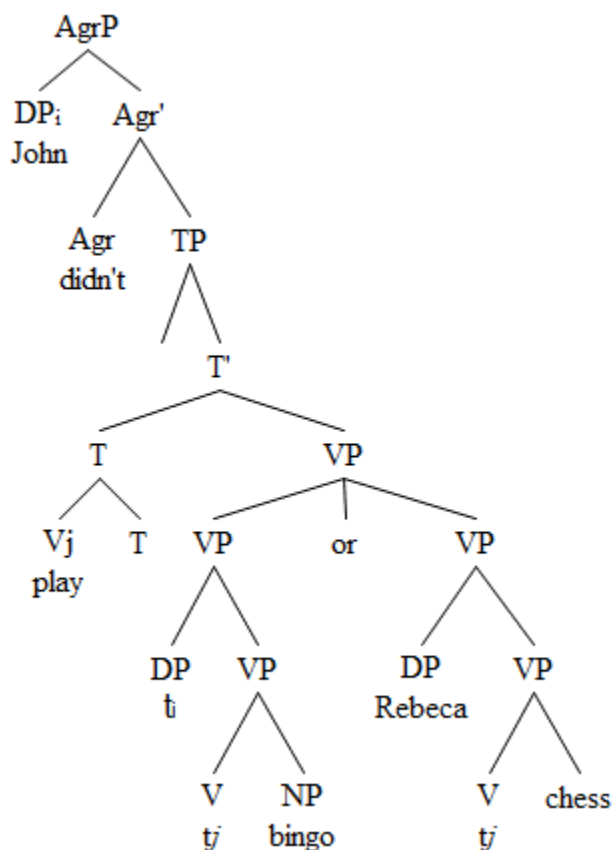 AgrP
DPi Agr'
John
Agr TP
didn't
T'
T VP
Vj T VP or VP
play
DP VP DP VP
ti Rebeca
V NP V chess
tj bingo tj